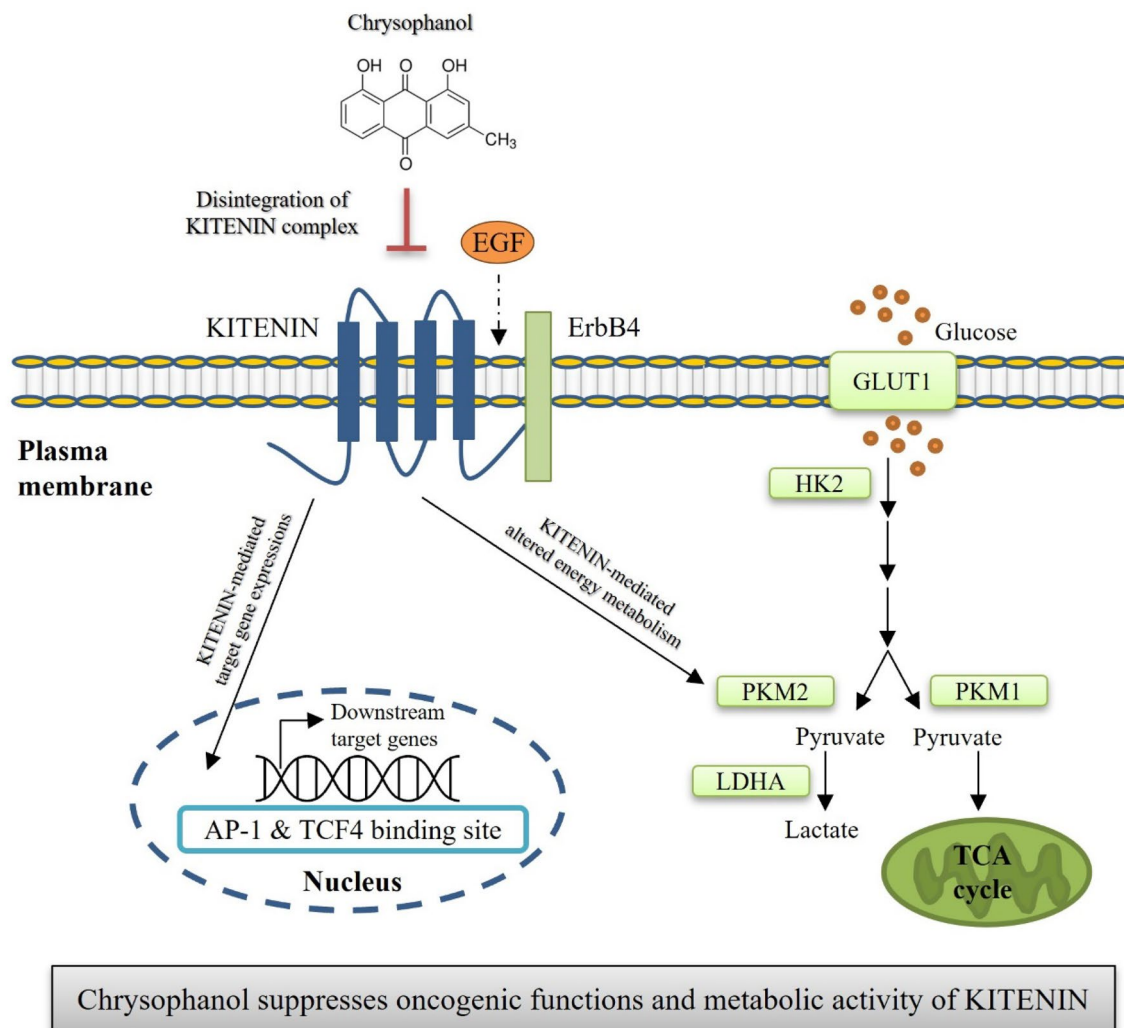 Chrysophanol
OH
O
OH
CH3
O
Disintegration of
KITENIN complex
EGF
KITENIN
ErbB4
Glucose
GLUT1
Plasma
membrane
HK2
KITENIN-mediated
target gene expressions
KITENIN-mediated
altered energy metabolism
PKM2
PKM1
Downstream
target genes
Pyruvate
Pyruvate
LDHA
AP-1 & TCF4 binding site
Lactate
Nucleus
TCA
cycle
Chrysophanol suppresses oncogenic functions and metabolic activity of KITENIN